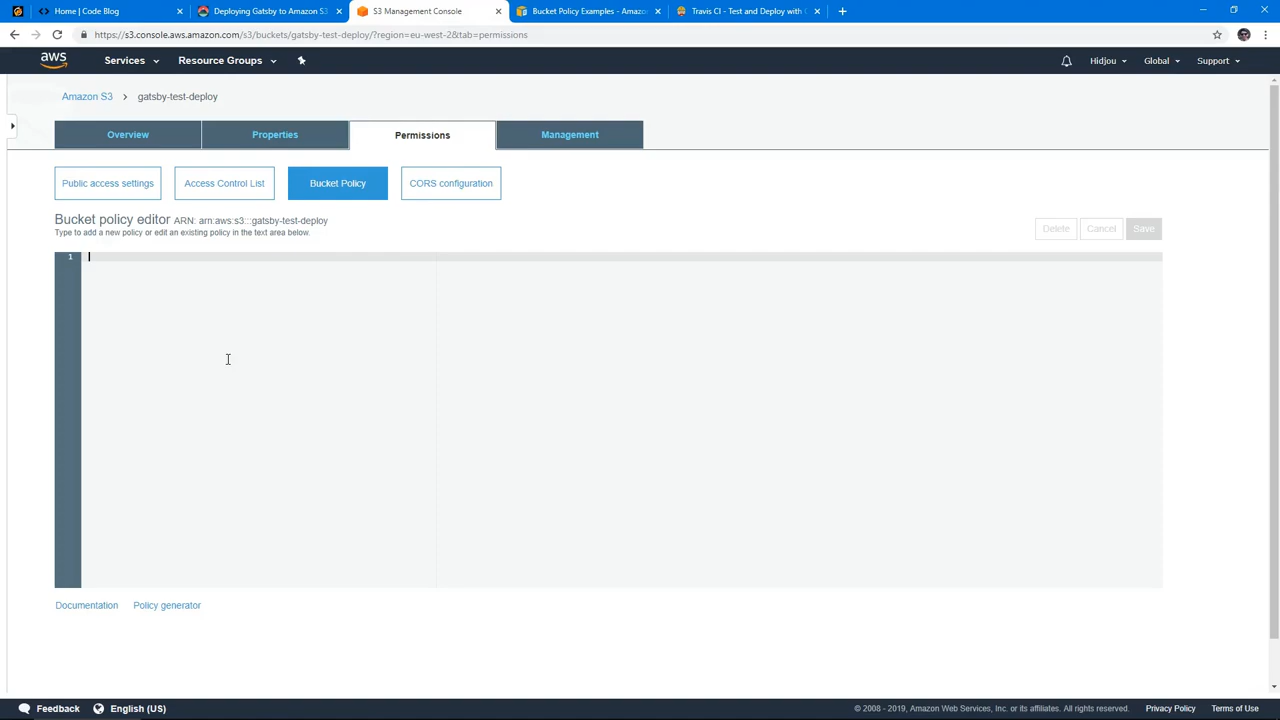 Home | Code Blog
Deploying Gatsby to Amazon S3
S3 Management Console
Bucket Policy Examples - Amazo
Travis CI - Test and Deploy with
https://s3.console.aws.amazon.com/s3/buckets/gatsby-test-deploy/?region=eu-west-2&tab=permissions
aws
Services
Resource Groups
Hidjou
Global
Support
Amazon S3 > gatsby-test-deploy
Overview
Properties
Permissions
Management
Public access settings
Access Control List
Bucket Policy
CORS configuration
Bucket policy editor ARN: arn:aws:s3:::gatsby-test-deploy
Type to add a new policy or edit an existing policy in the text area below.
Delete
Cancel
Save
1
Documentation
Policy generator
Feedback
English (US)
© 2008 - 2019, Amazon Web Services, Inc. or its affiliates. All rights reserved.
Privacy Policy
Terms of Use